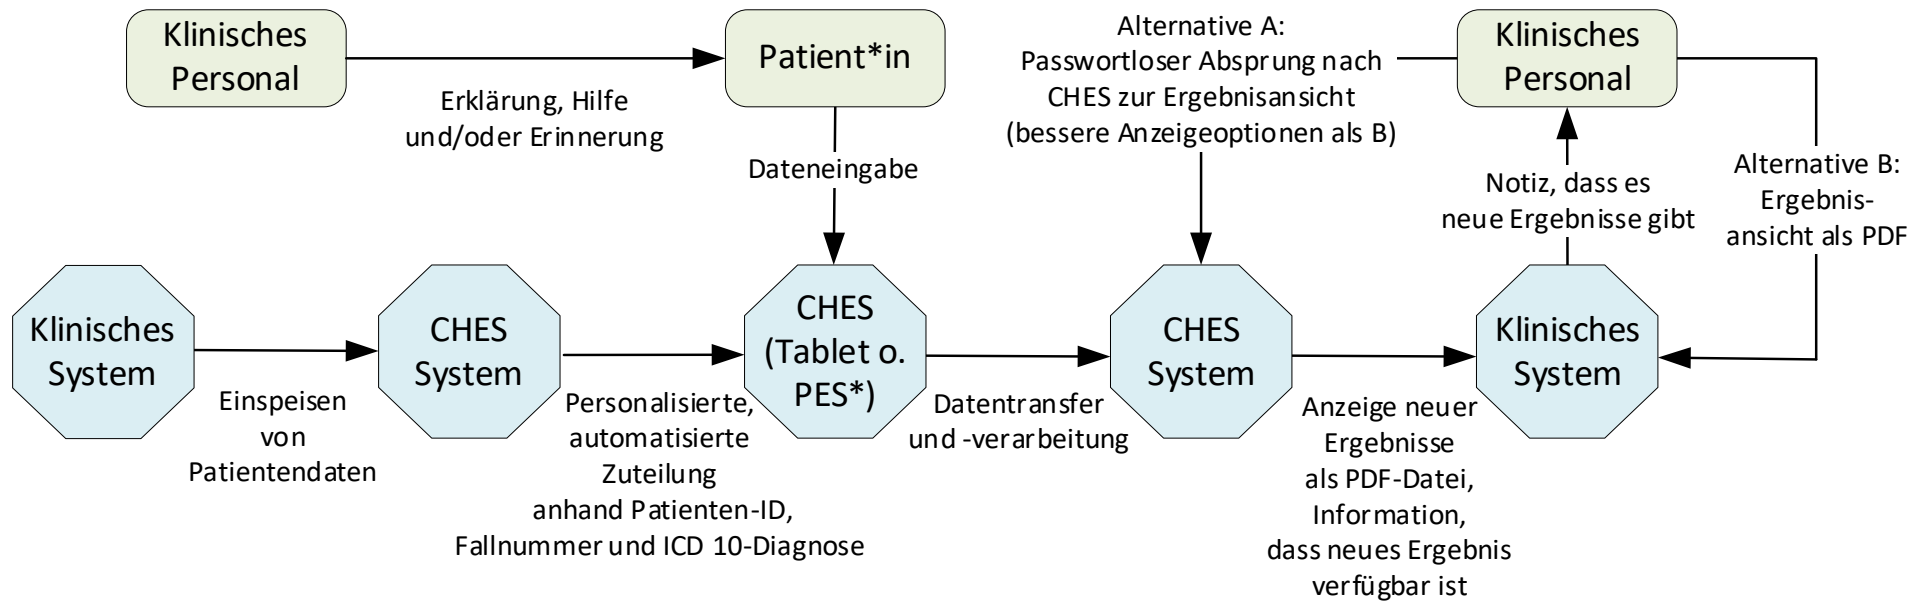 Klinisches
Personal
Erklärung, Hilfe
und/oder Erinnerung
Patient*in
Dateneingabe
Alternative A:
Passwortloser Absprung nach
CHES zur Ergebnisansicht
(bessere Anzeigeoptionen als B)
Klinisches
Personal
Notiz, dass es
neue Ergebnisse gibt
Alternative B:
Ergebnis-
ansicht als PDF
Klinisches
System
Einspeisen
von
Patientendaten
CHES
System
Personalisierte,
automatisierte
Zuteilung
anhand Patienten-ID,
Fallnummer und ICD 10-Diagnose
CHES
(Tablet o.
PES*)
Datentransfer
und -verarbeitung
CHES
System
Anzeige neuer
Ergebnisse
als PDF-Datei,
Information,
dass neues Ergebnis
verfügbar ist
Klinisches
System